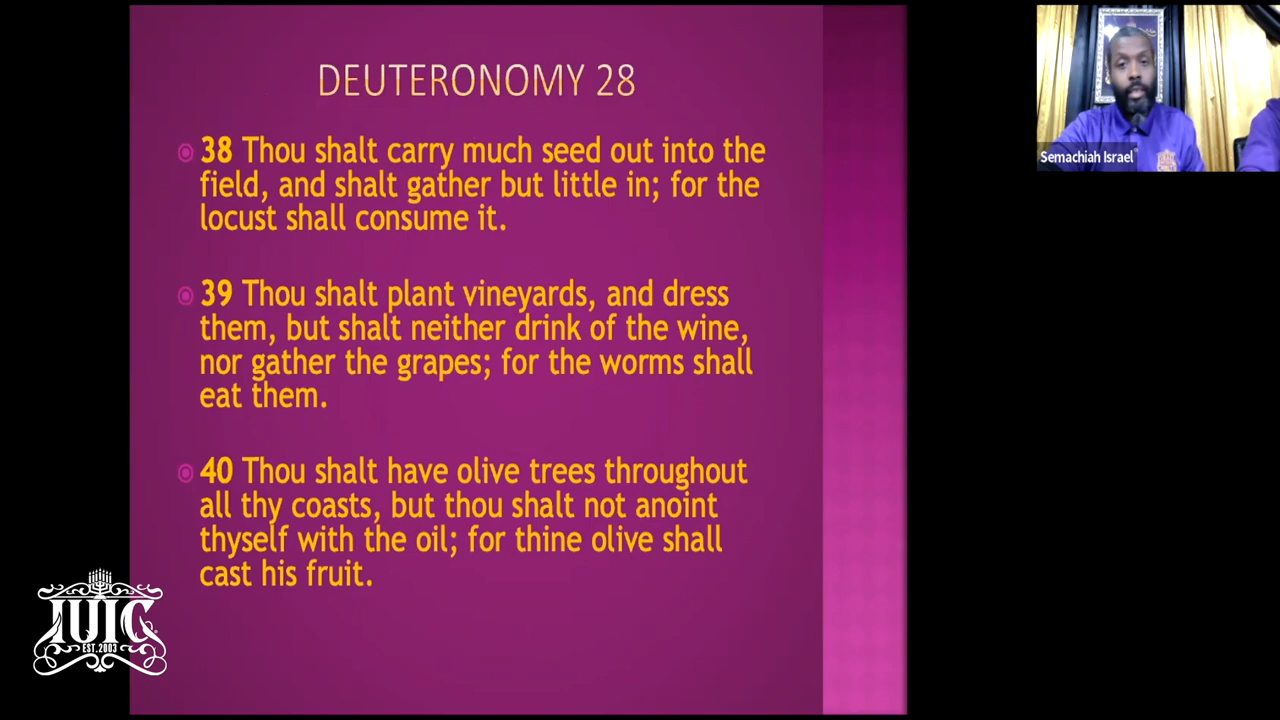 DEUTERONOMY 28
38 Thou shalt carry much seed out into the
field, and shalt gather but little in; for the
locust shall consume it.
39 Thou shalt plant vineyards, and dress
them, but shalt neither drink of the wine,
nor gather the grapes; for the worms shall
eat them.
40 Thou shalt have olive trees throughout
all thy coasts, but thou shalt not anoint
thyself with the oil; for thine olive shall
cast his fruit.
Semachiah Israel
IUIC
EST. 2003